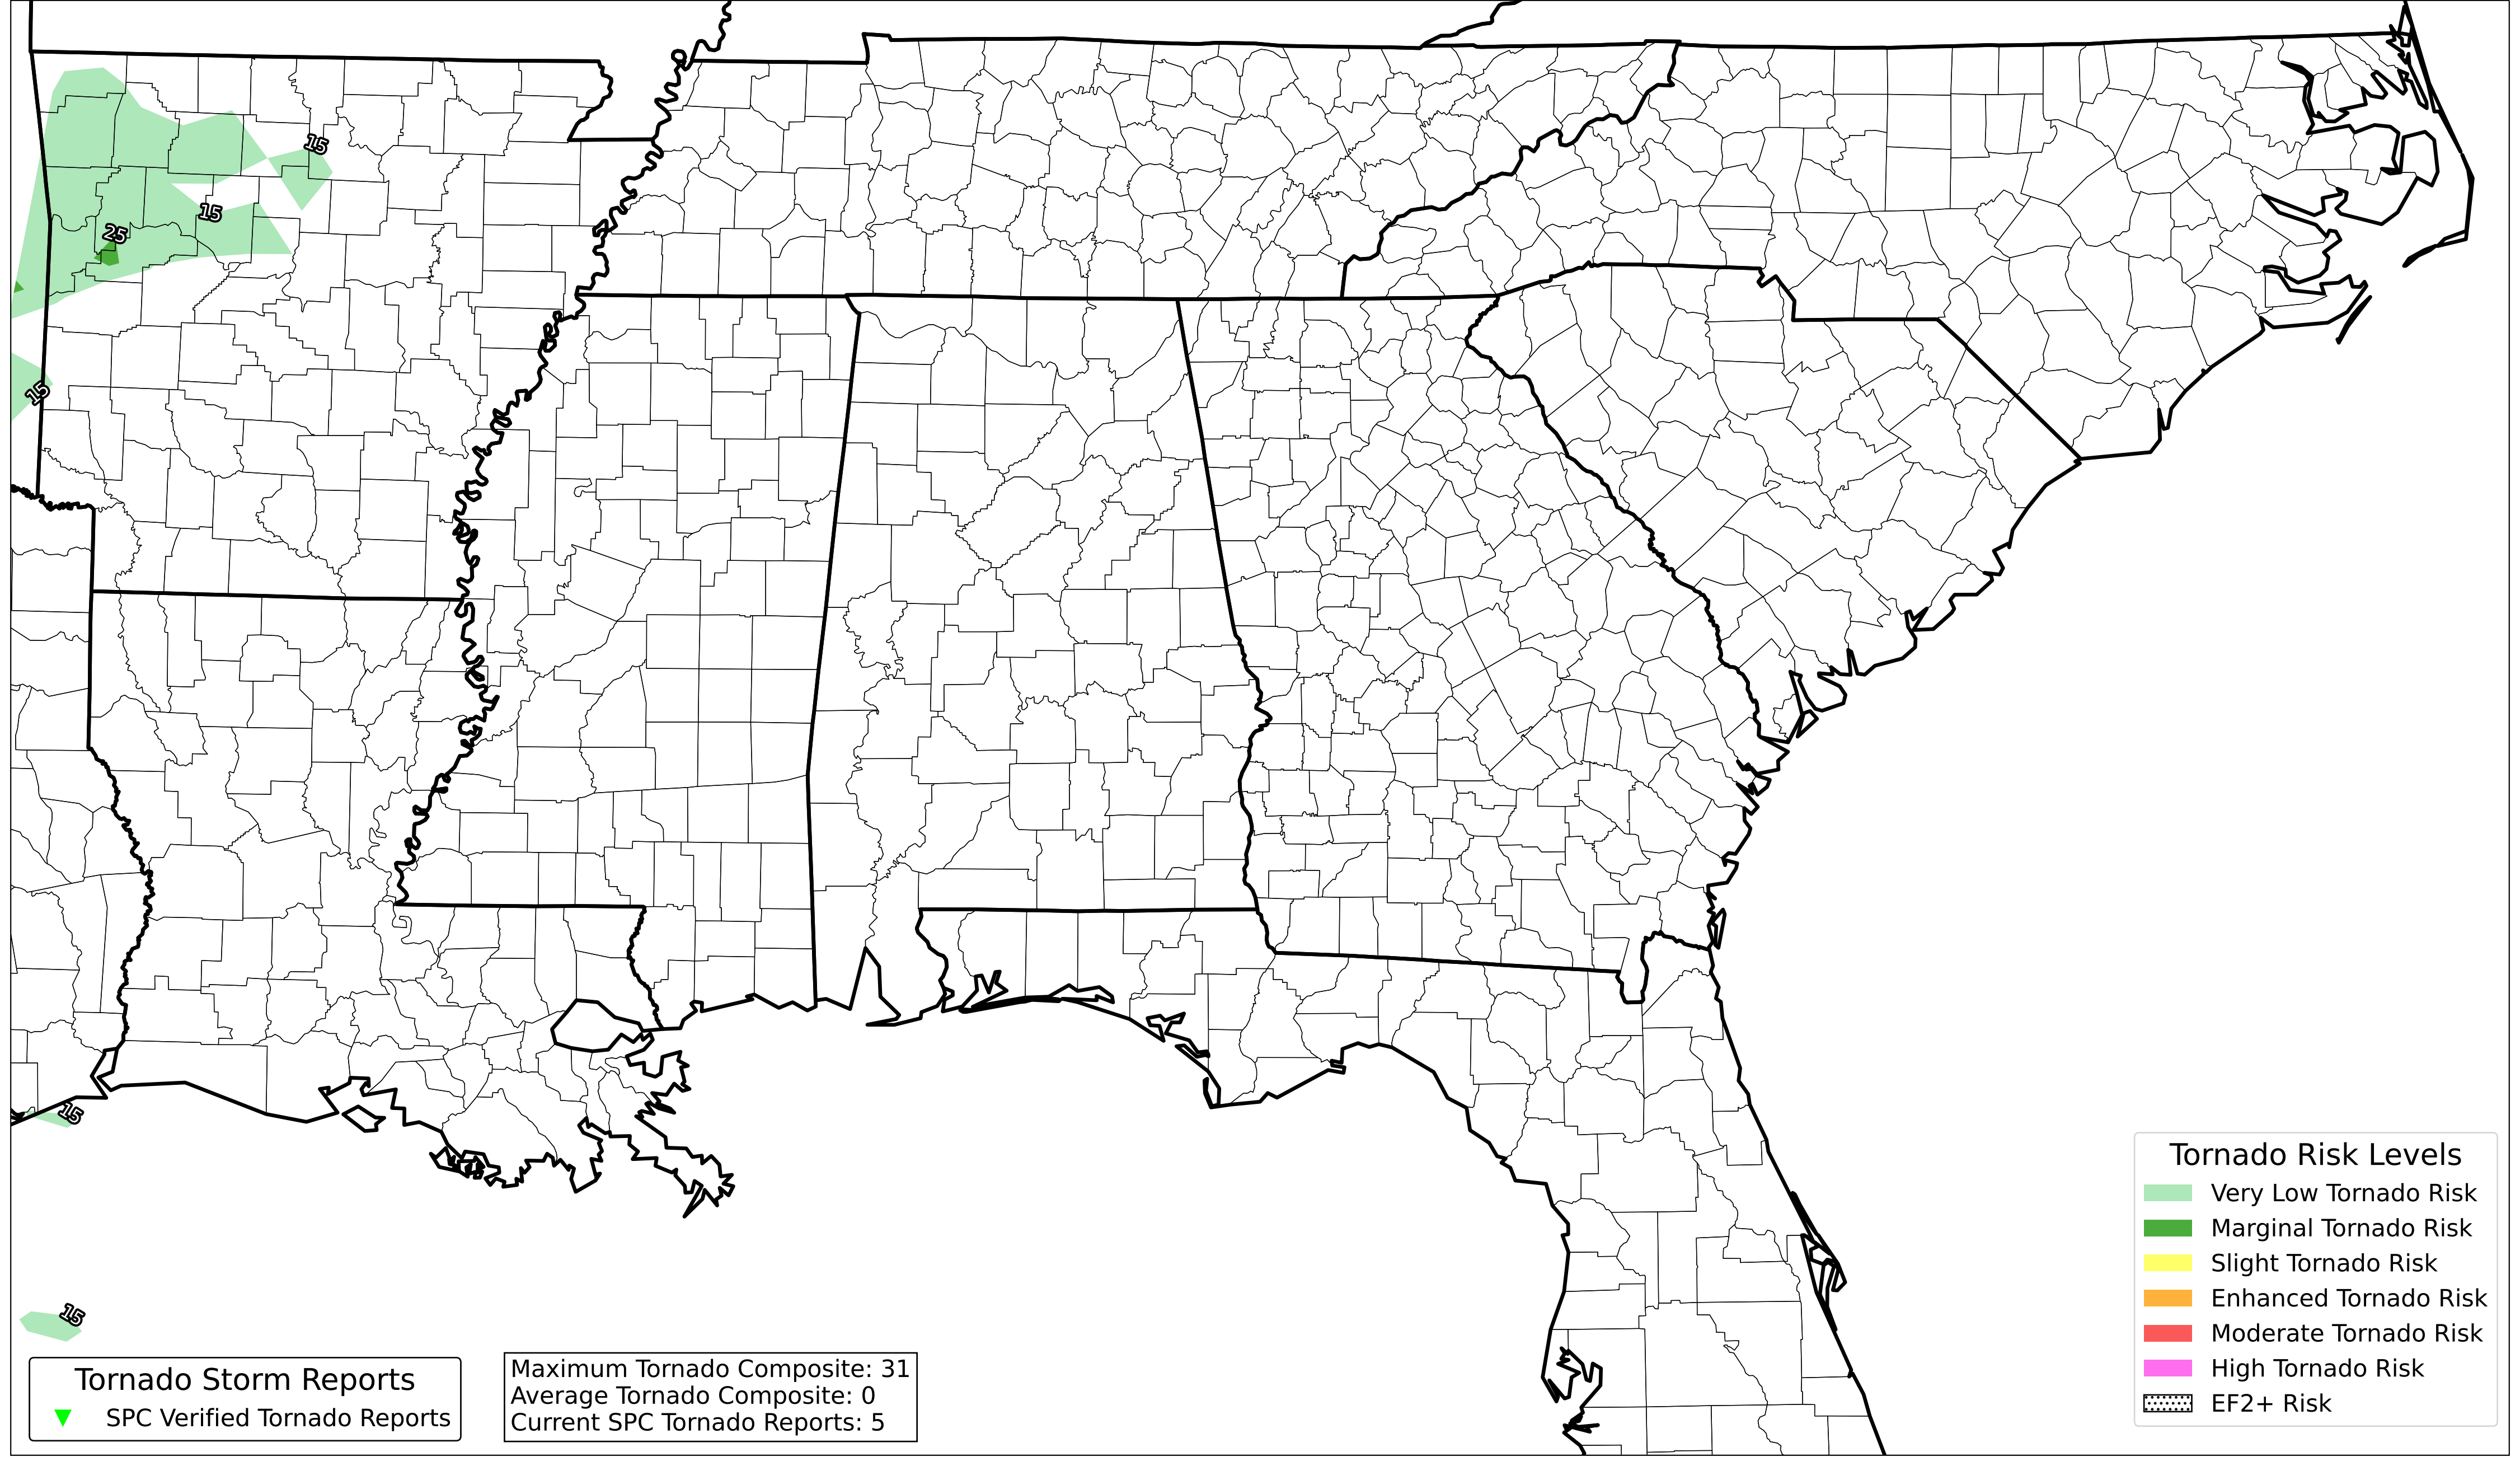 15
15
25
15
15
15
Tornado Risk Levels
Very Low Tornado Risk
Marginal Tornado Risk
Slight Tornado Risk
Enhanced Tornado Risk
Moderate Tornado Risk
High Tornado Risk
EF2+ Risk
Tornado Storm Reports
SPC Verified Tornado Reports
Maximum Tornado Composite: 31
Average Tornado Composite: 0
Current SPC Tornado Reports: 5